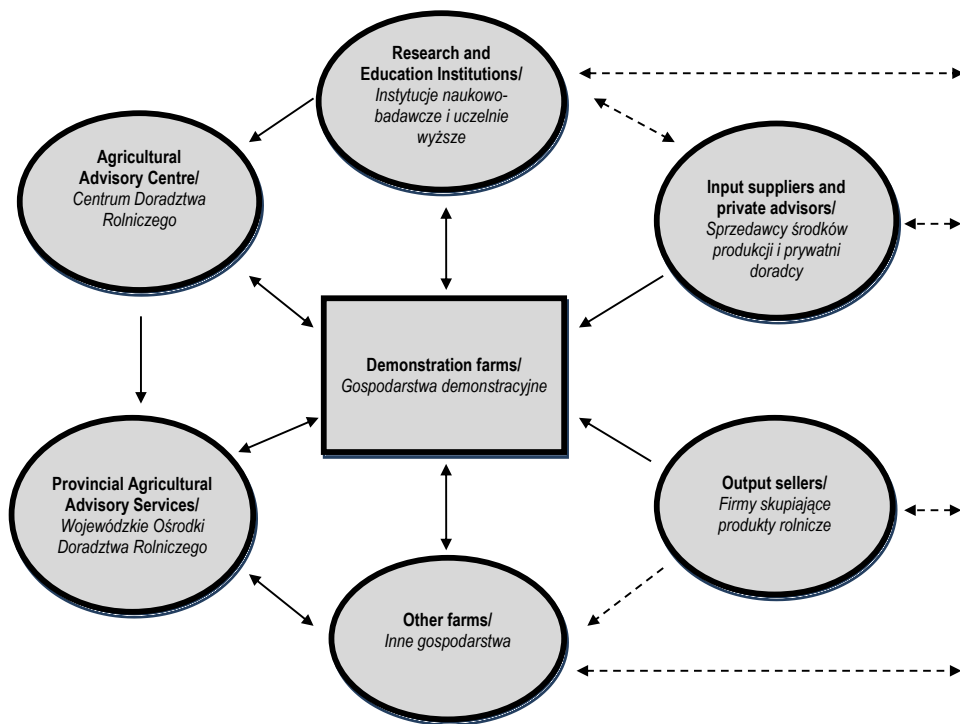 Research and
Education Institutions/
Instytucje naukowo-
badawcze i uczelnie
wyższe
Agricultural
Advisory Centre/
Centrum Doradztwa
Rolniczego
Input suppliers and
private advisors/
Sprzedawcy środków
produkcji i prywatni
doradcy
Demonstration farms/
Gospodarstwa demonstracyjne
Provincial Agricultural
Advisory Services/
Wojewódzkie Ośrodki
Doradztwa Rolniczego
Output sellers/
Firmy skupiające
produkty rolnicze
Other farms/
Inne gospodarstwa